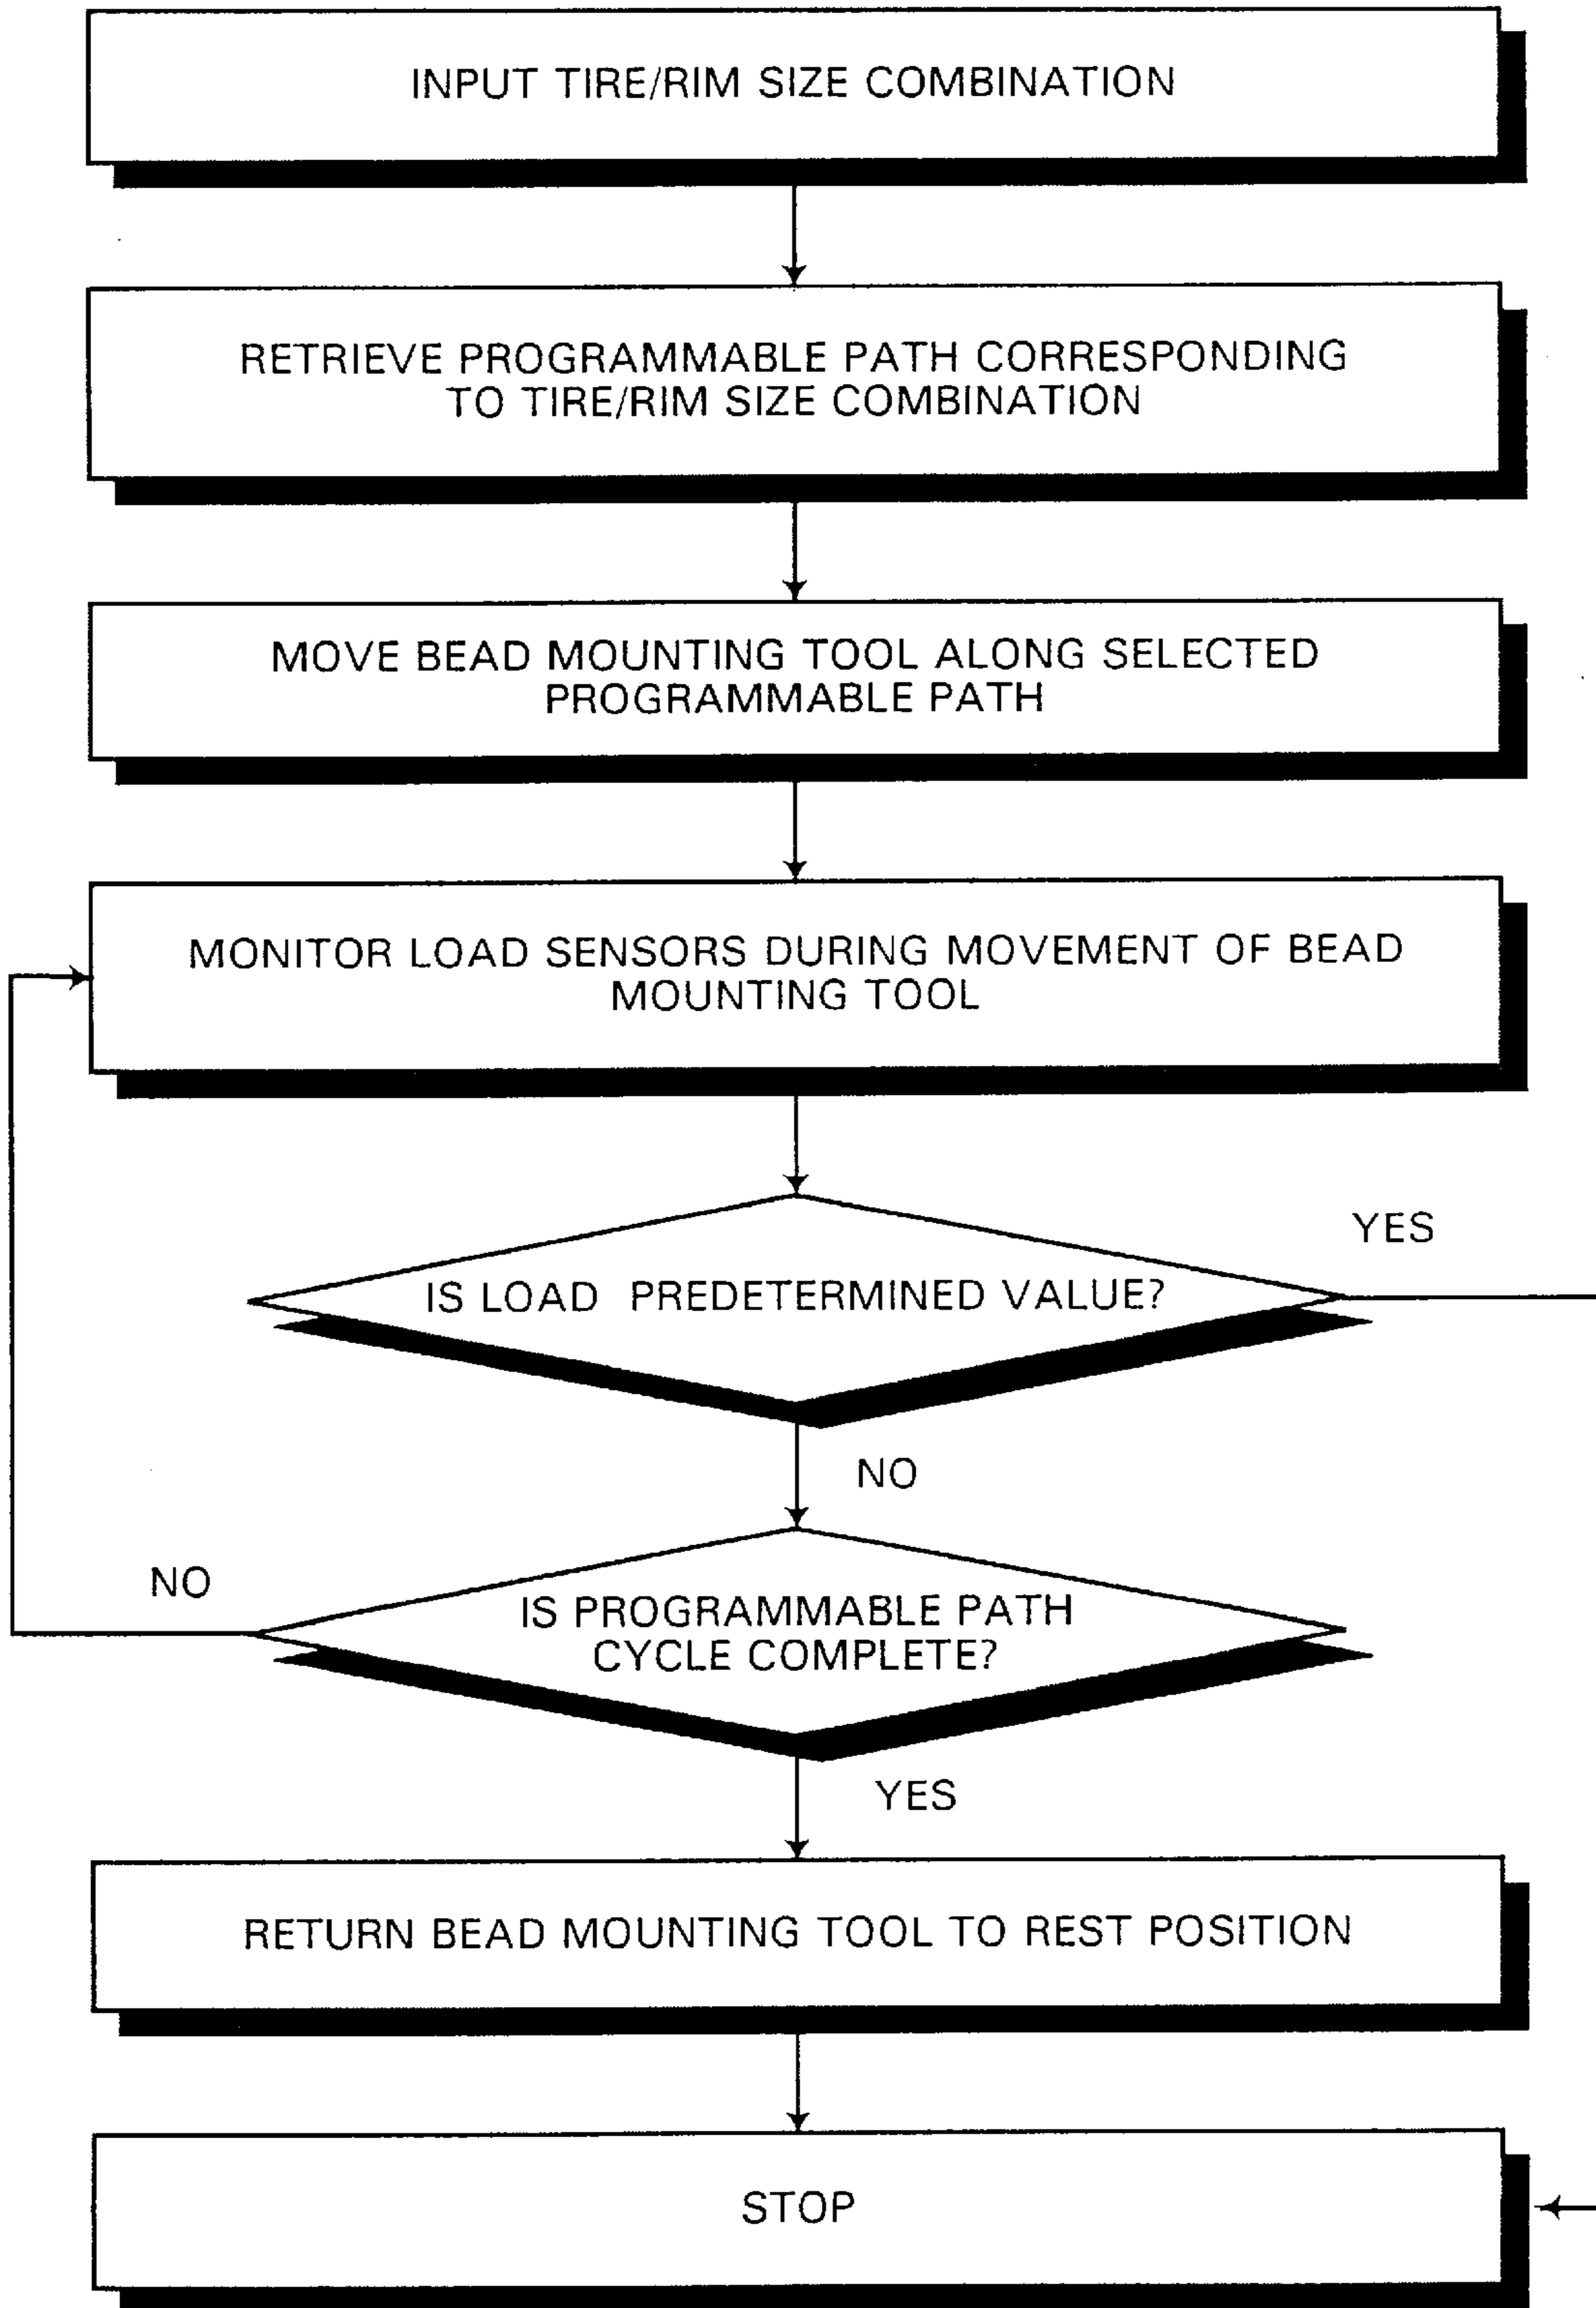 INPUT TIRE/RIM SIZE COMBINATION
RETRIEVE PROGRAMMABLE PATH CORRESPONDING
TO TIRE/RIM SIZE COMBINATION
MOVE BEAD MOUNTING TOOL ALONG SELECTED
PROGRAMMABLE PATH
MONITOR LOAD SENSORS DURING MOVEMENT OF BEAD
MOUNTING TOOL
YES
IS LOAD PREDETERMINED VALUE?
NO
NO
IS PROGRAMMABLE PATH
CYCLE COMPLETE?
YES
RETURN BEAD MOUNTING TOOL TO REST POSITION
STOP